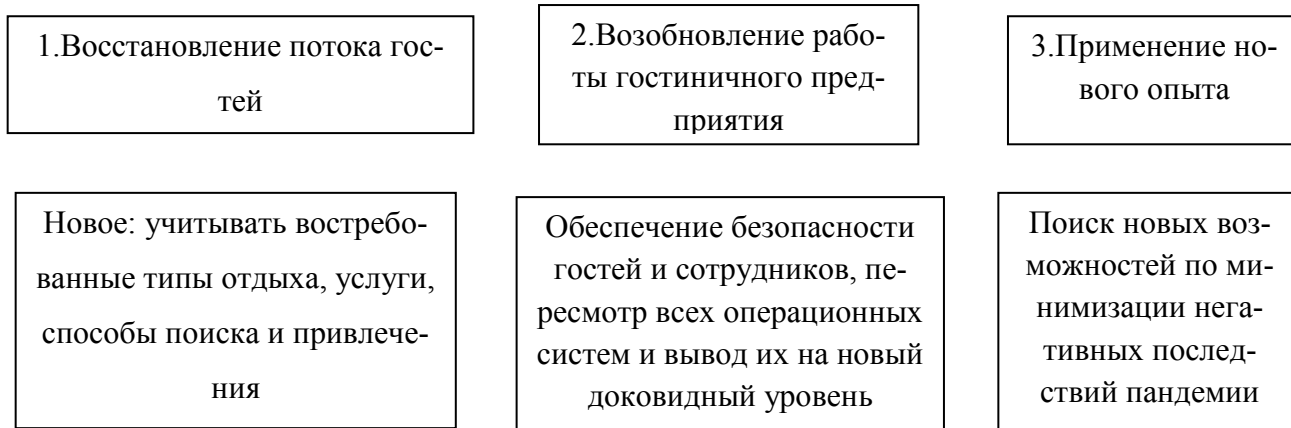 1.Восстановление потока гос-
тей
2.Возобновление рабо-
ты гостиничного пред-
приятия
3.Применение но-
вого опыта
Новое: учитывать востребо-
ванные типы отдыха, услуги,
способы поиска и привлече-
ния
Обеспечение безопасности
гостей и сотрудников, пе-
ресмотр всех операционных
систем и вывод их на новый
доковидный уровень
Поиск новых воз-
можностей по ми-
нимизации нега-
тивных послед-
ствий пандемии